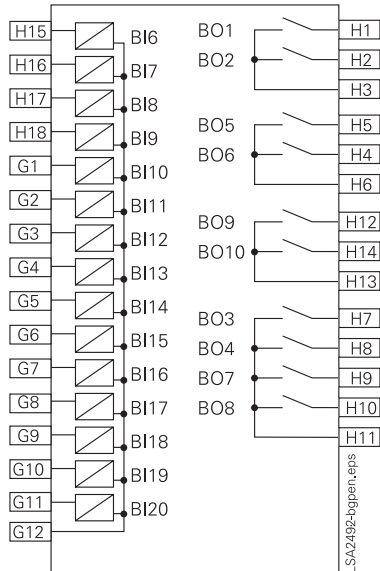 H15 BI6 BO1 H1
H16 BI7 BO2 H2
H17 BI8 H3
H18 BI9 BO5 H5
G1 BI10 BO6 H4
G2 BI11 H6
G3 BI12 BO9 H12
G4 BI13 BO10 H14
G5 BI14 H13
G6 BI15 BO3 H7
G7 BI16 BO4 H8
G8 BI17 BO7 H9
G9 BI18 BO8 H10
G10 BI19 H11
G11 BI20
G12
LSA2492-bgpen.eps